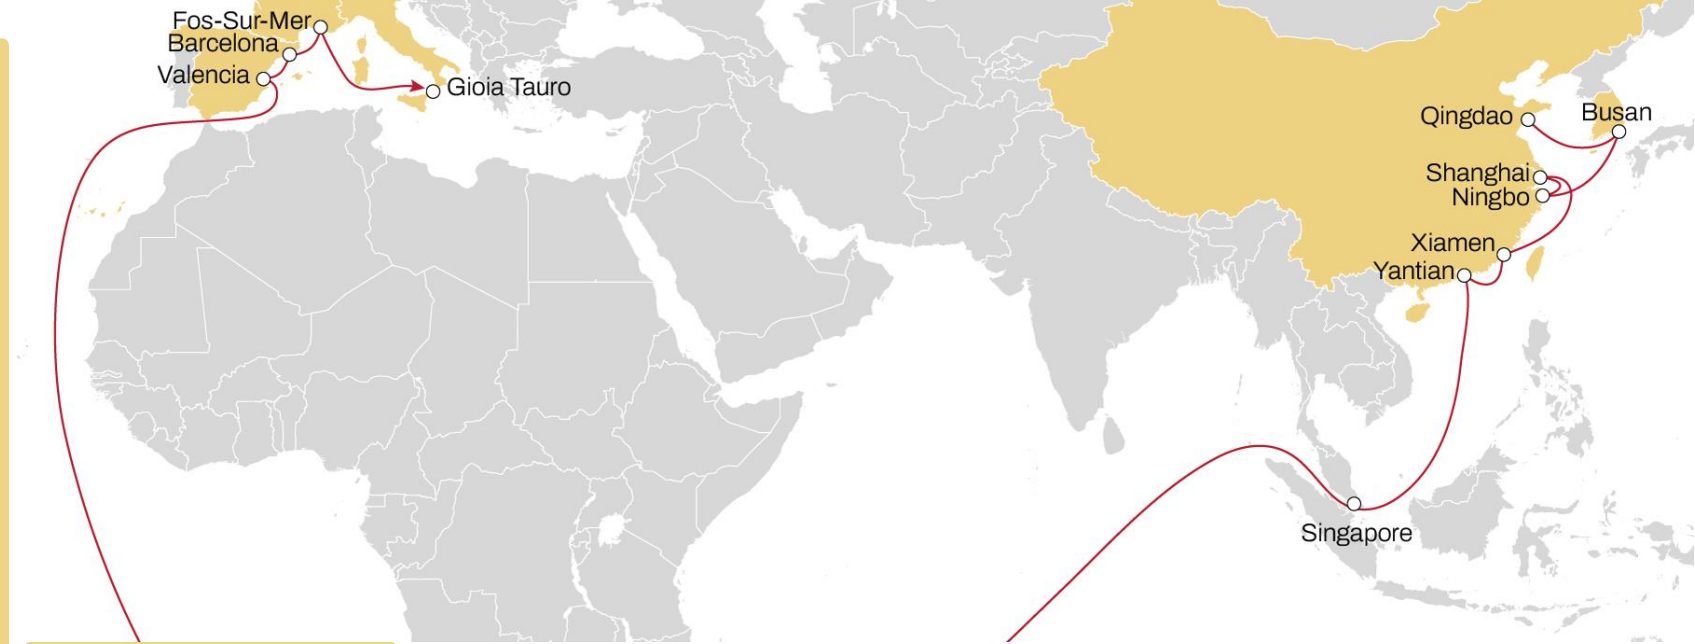 Fos-Sur-Mer
Barcelona
Valencia
Gioia Tauro
Qingdao
Busan
Shanghai
Ningbo
Xiamen
Yantian
Singapore